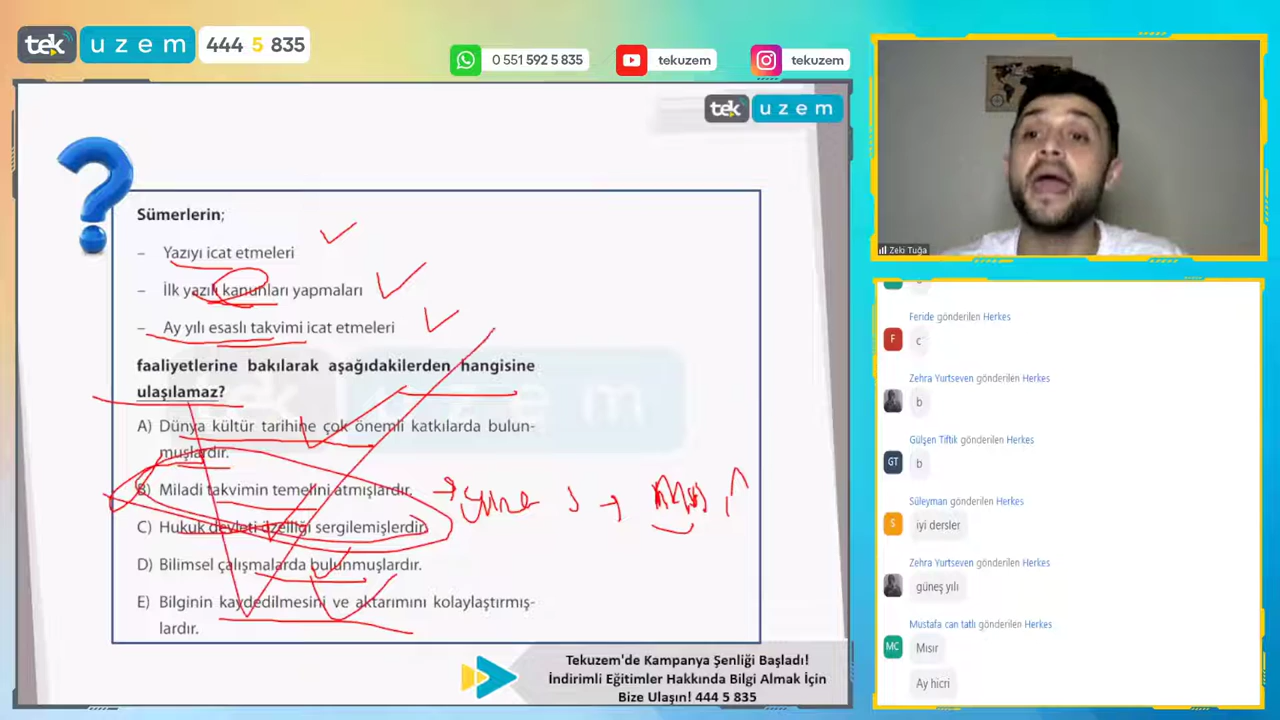 tek uzem 444 5 835
0 551 592 5 835
tekuzem
tekuzem
tek uzem
Sümerlerin;
– Yazıyı icat etmeleri
– İlk yazılı kanunları yapmaları
– Ay yılı esaslı takvimi icat etmeleri
faaliyetlerine bakılarak aşağıdakilerden hangisine
ulaşılamaz?
A) Dünya kültür tarihine çok önemli katkılarda bulun-
muşlardır.
B) Miladi takvimin temelini atmışlardır.
C) Hukuk devleti özelliği sergilemişlerdir.
D) Bilimsel çalışmalarda bulunmuşlardır.
E) Bilginin kaydedilmesini ve aktarımını kolaylaştırmış-
lardır.
Tekuzem'de Kampanya Şenliği Başladı!
İndirimli Eğitimler Hakkında Bilgi Almak İçin
Bize Ulaşın! 444 5 835
Zeki Tuğa
Feride gönderilen Herkes
F
c
Zehra Yurtseven gönderilen Herkes
b
Gülşen Tiftik gönderilen Herkes
GT
b
Süleyman gönderilen Herkes
S
iyi dersler
Zehra Yurtseven gönderilen Herkes
güneş yılı
Mustafa can tatlı gönderilen Herkes
MC
Mısır
Ay hicri